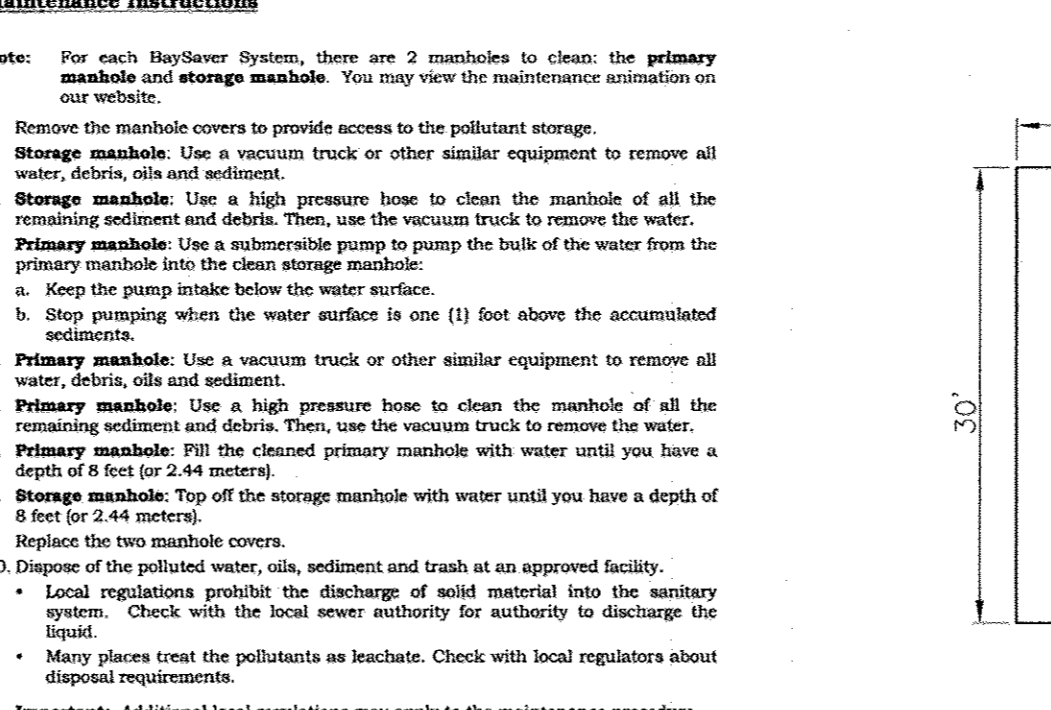 Maintenance Instructions
ote: For each BaySaver System, there are 2 manholes to clean: the primary
manhole and storage manhole. You may view the maintenance animation on
our website.
Remove the manhole covers to provide access to the pollutant storage.
Storage manhole: Use a vacuum truck or other similar equipment to remove all
water, debris, oils and sediment.
Storage manhole: Use a high pressure hose to clean the manhole of all the
remaining sediment and debris. Then, use the vacuum truck to remove the water.
Primary manhole: Use a submersible pump to pump the bulk of the water from the
primary manhole into the clean storage manhole:
a. Keep the pump intake below the water surface.
b. Stop pumping when the water surface is one (1) foot above the accumulated
sediments.
Primary manhole: Use a vacuum truck or other similar equipment to remove all
water, debris, oils and sediment.
Primary manhole: Use a high pressure hose to clean the manhole of all the
remaining sediment and debris. Then, use the vacuum truck to remove the water.
Primary manhole: Fill the cleaned primary manhole with water until you have a
depth of 8 feet (or 2.44 meters).
Storage manhole: Top off the storage manhole with water until you have a depth of
8 feet (or 2.44 meters).
Replace the two manhole covers.
0. Dispose of the polluted water, oils, sediment and trash at an approved facility.
• Local regulations prohibit the discharge of solid material into the sanitary
system. Check with the local sewer authority for authority to discharge the
liquid.
• Many places treat the pollutants as leachate. Check with local regulators about
disposal requirements.
Important: Additional local regulations may apply to the maintenance procedure.
30'